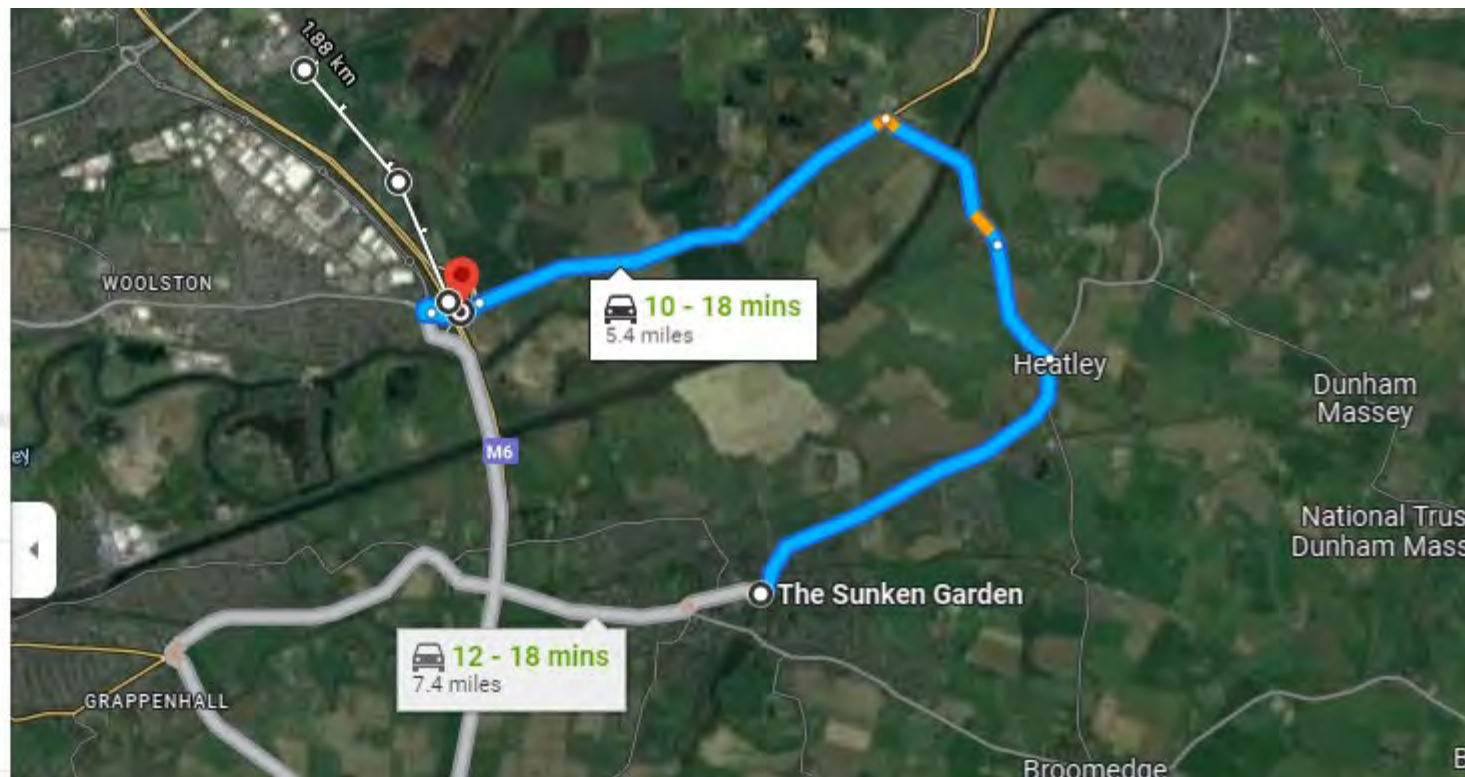 1.88 km
WOOLSTON
10 - 18 mins
5.4 miles
Heatley
Dunham
Massey
ey
M6
National Trus
Dunham Mass
The Sunken Garden
12 - 18 mins
7.4 miles
GRAPPENHALL
Broomedge
B